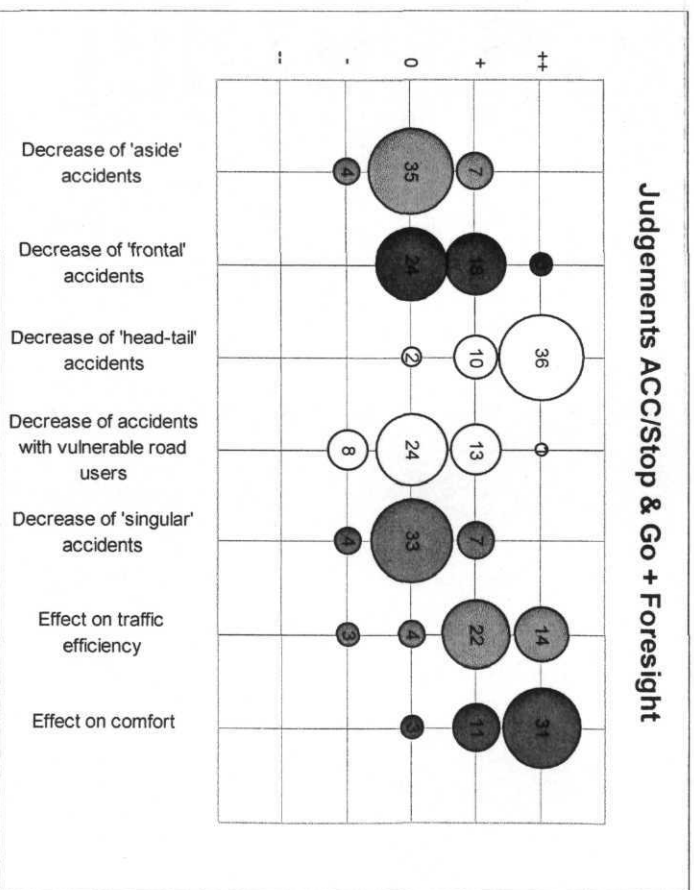 Judgements ACC/Stop & Go + Foresight
++
+
0
-
--
7
35
4
18
24
36
10
2
1
13
24
8
7
33
4
14
22
4
3
31
11
3
Decrease of 'aside'
accidents
Decrease of 'frontal'
accidents
Decrease of 'head-tail'
accidents
Decrease of accidents
with vulnerable road
users
Decrease of 'singular'
accidents
Effect on traffic
efficiency
Effect on comfort